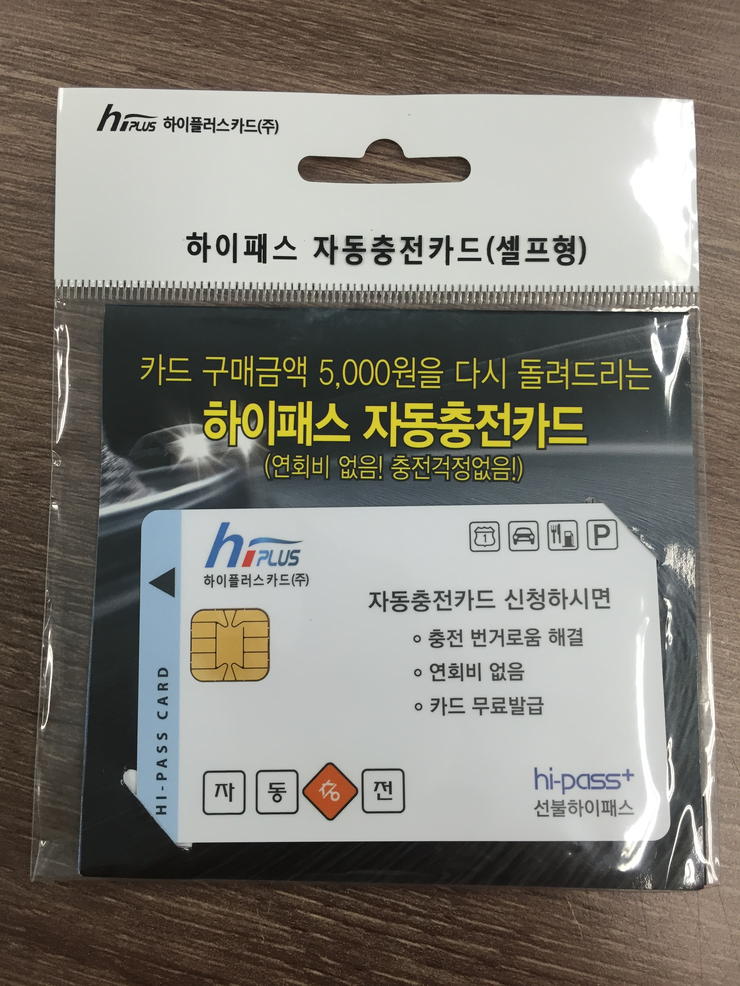 hi PLUS 하이플러스카드(주)
하이패스 자동충전카드(셀프형)
카드 구매금액 5,000원을 다시 돌려드리는
하이패스 자동충전카드
(연회비 없음! 충전걱정없음!)
hi PLUS
하이플러스카드(주)
1
P
자동충전카드 신청하시면
충전 번거로움 해결
연회비 없음
카드 무료발급
HI-PASS CARD
자 동 충 전
hi-pass+
선불하이패스